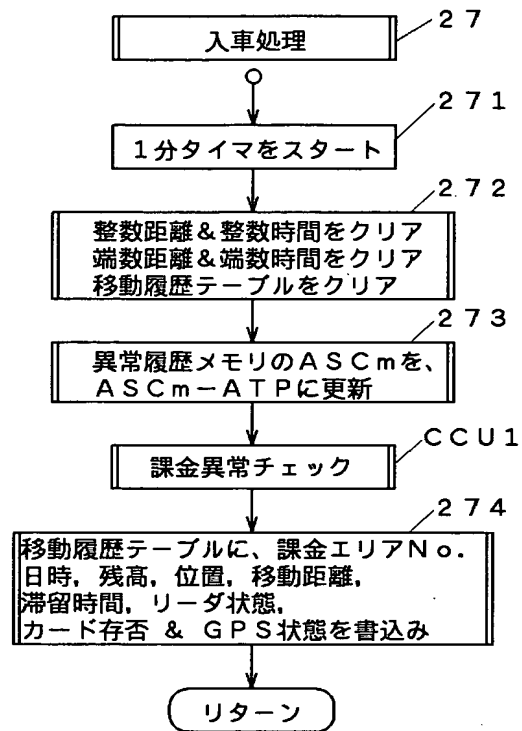 27
入車処理
271
1分タイマをスタート
272
整数距離&整数時間をクリア
端数距離&端数時間をクリア
移動履歴テーブルをクリア
273
異常履歴メモリのASCmを、
ASCm-ATPに更新
CCU1
課金異常チェック
274
移動履歴テーブルに、課金エリアNo.
日時, 残高, 位置, 移動距離,
滞留時間, リーダ状態,
カード存否 & GPS状態を書込み
リターン